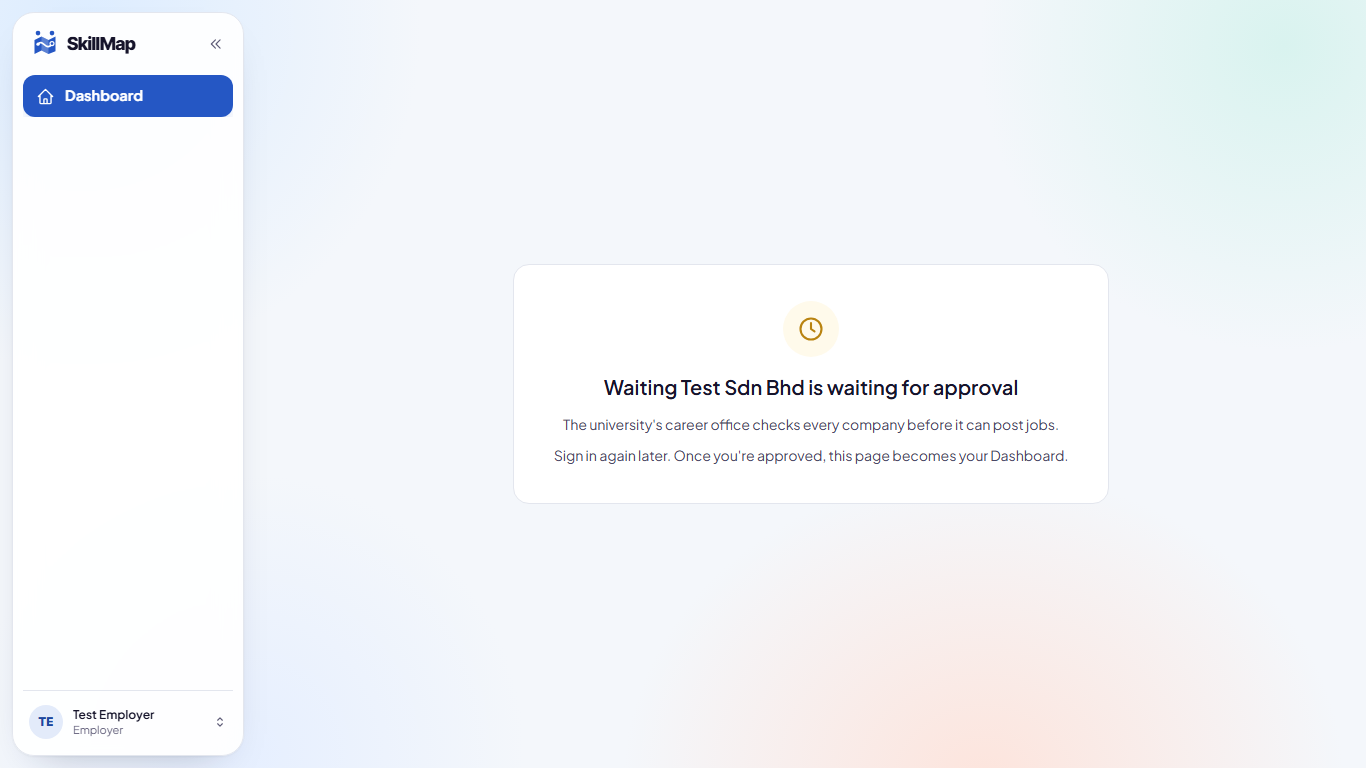 SkillMap
Dashboard
Waiting Test Sdn Bhd is waiting for approval
The university's career office checks every company before it can post jobs.
Sign in again later. Once you're approved, this page becomes your Dashboard.
TE
Test Employer
Employer